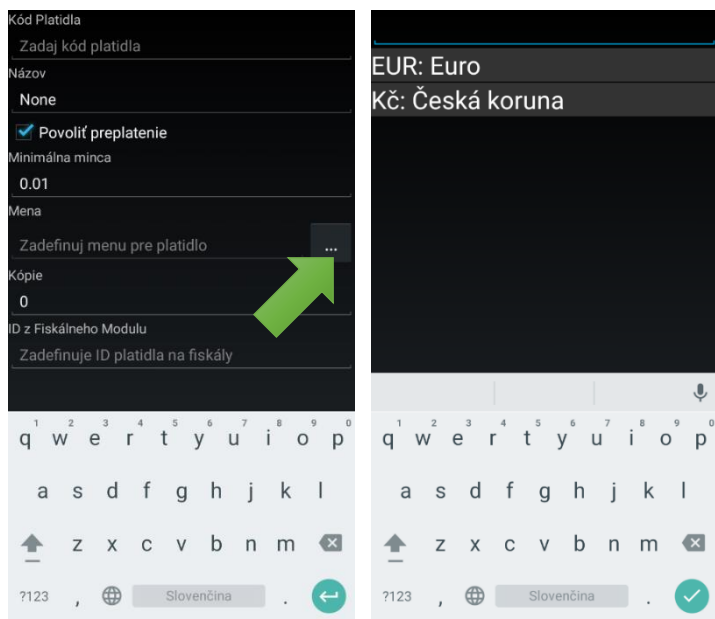 Kód Platidla
Zadaj kód platidla
Názov
None
Povoliť preplatenie
Minimálna minca
0.01
Mena
Zadefinuj menu pre platidlo
...
Kópie
0
ID z Fiskálneho Modulu
Zadefinuje ID platidla na fiskály
1 2 3 4 5 6 7 8 9 0
q w e r t y u i o p
a s d f g h j k l
z x c v b n m
?123 , Slovenčina .
EUR: Euro
Kč: Česká koruna
1 2 3 4 5 6 7 8 9 0
q w e r t y u i o p
a s d f g h j k l
z x c v b n m
?123 , Slovenčina .